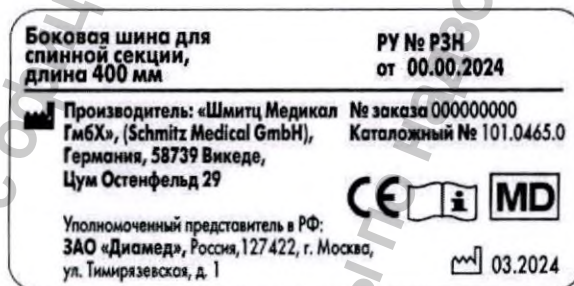 Боковая шина для
спинной секции,
длина 400 мм
РУ № РЗН
от 00.00.2024
Производитель: «Шмитц Медикал
ГмбХ», (Schmitz Medical GmbH),
Германия, 58739 Викеде,
Цум Остенфельд 29
№ заказа 000000000
Каталожный № 101.0465.0
CE
i
MD
Уполномоченный представитель в РФ:
ЗАО «Диамед», Россия,127422, г. Москва,
ул. Тимирязевская, д. 1
03.2024